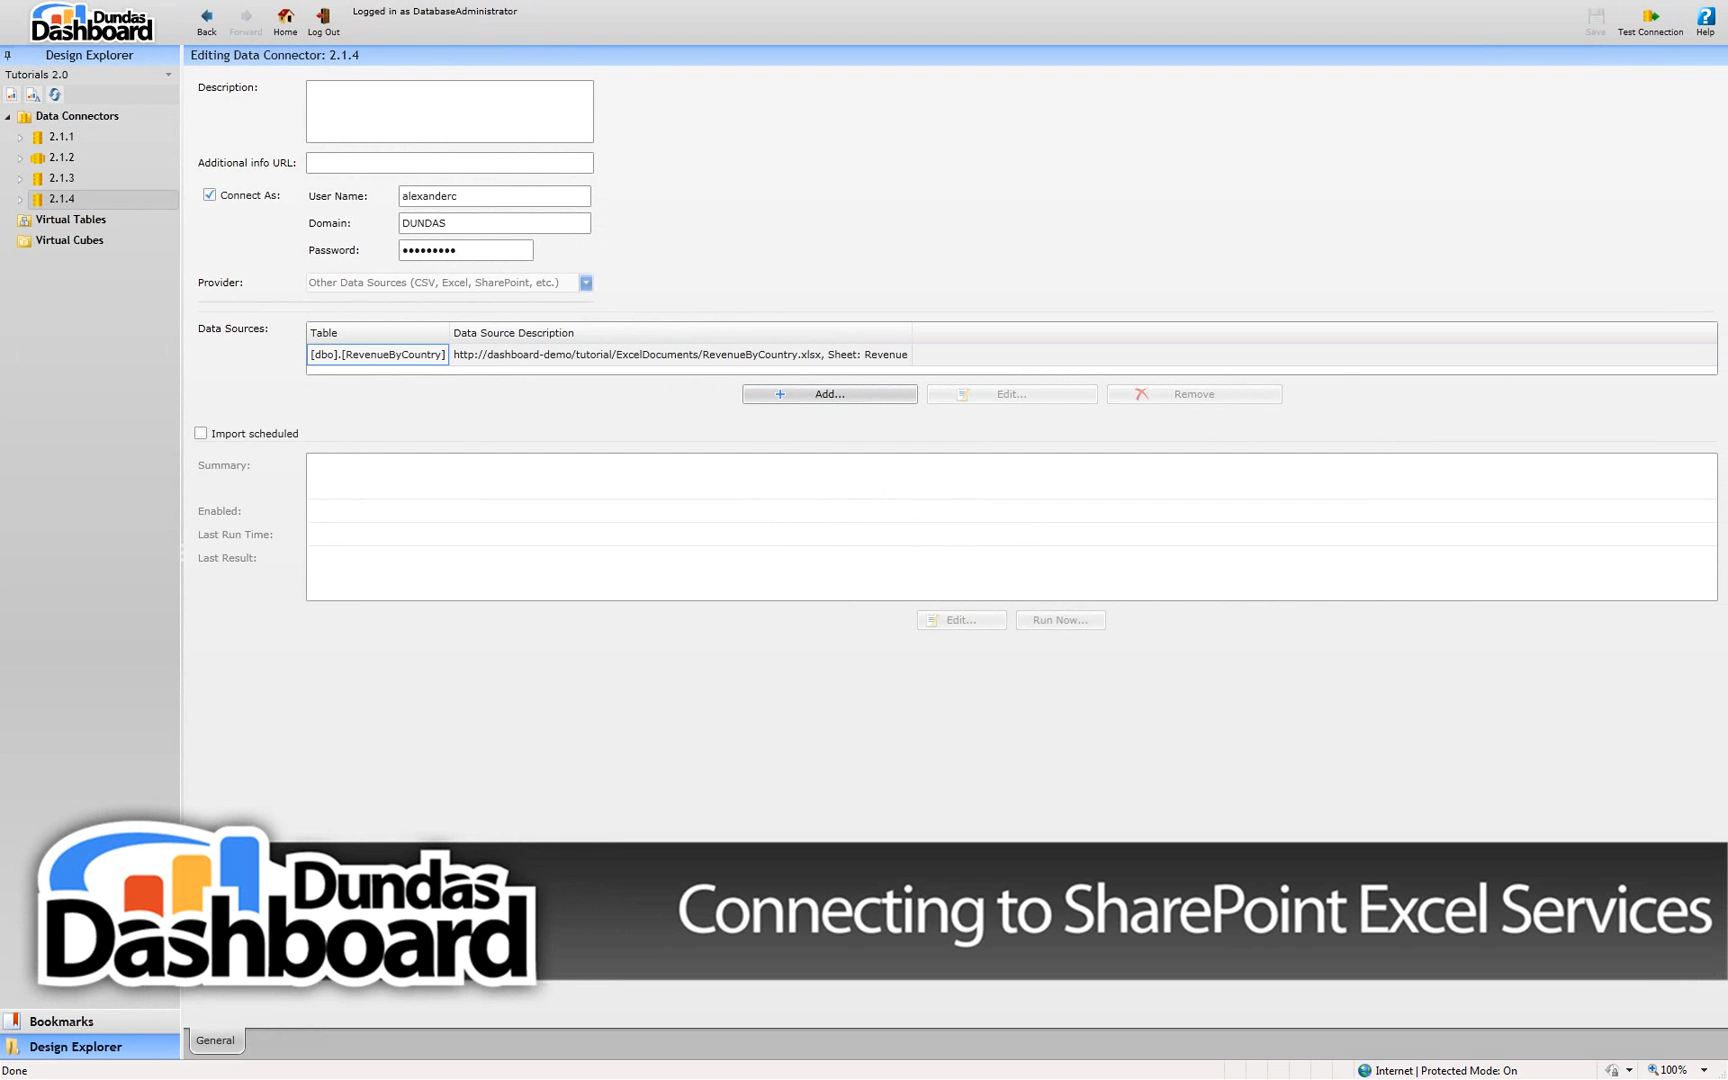 Dundas
Dashboard
Back
Forward
Home
Log Out
Logged in as DatabaseAdministrator
Save
Test Connection
Help
Design Explorer
Editing Data Connector: 2.1.4
Tutorials 2.0
Data Connectors
2.1.1
2.1.2
2.1.3
2.1.4
Virtual Tables
Virtual Cubes
Description:
Additional info URL:
Connect As:
User Name:
alexanderc
Domain:
DUNDAS
Password:
•••••••••
Provider:
Other Data Sources (CSV, Excel, SharePoint, etc.)
Data Sources:
Table
Data Source Description
[dbo].[RevenueByCountry]
http://dashboard-demo/tutorial/ExcelDocuments/RevenueByCountry.xlsx, Sheet: Revenue
Add...
Edit...
Remove
Import scheduled
Summary:
Enabled:
Last Run Time:
Last Result:
Edit...
Run Now...
Dundas
Dashboard
Connecting to SharePoint Excel Services
Bookmarks
Design Explorer
General
Done
Internet | Protected Mode: On
100%